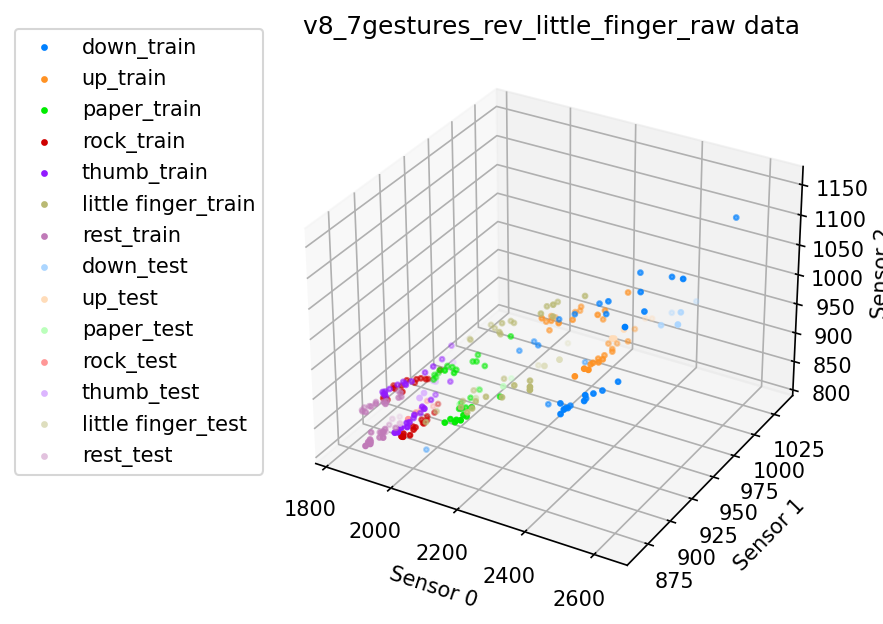 v8_7gestures_rev_little_finger_raw data
down_train
up_train
paper_train
rock_train
thumb_train
little finger_train
rest_train
down_test
up_test
paper_test
rock_test
thumb_test
little finger_test
rest_test
1150
1100
1050
1000
950
900
850
800
Sensor 2
1025
1000
975
950
925
900
875
Sensor 1
1800
2000
2200
2400
2600
Sensor 0